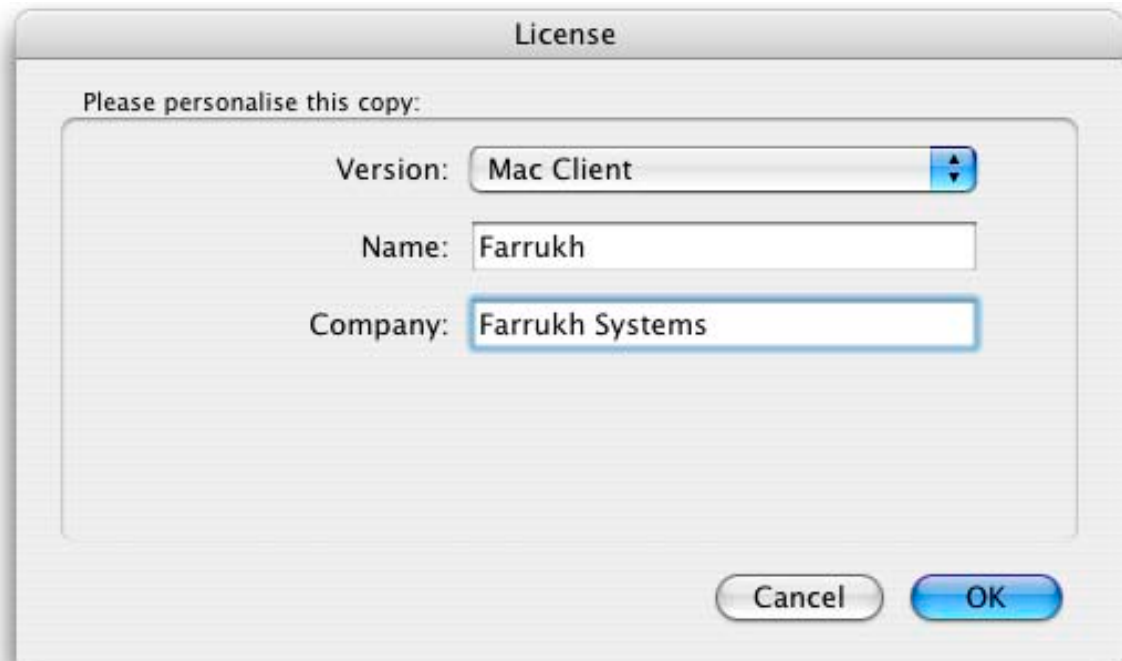 License
Please personalise this copy:
Version: Mac Client
Name: Farrukh
Company: Farrukh Systems
Cancel OK